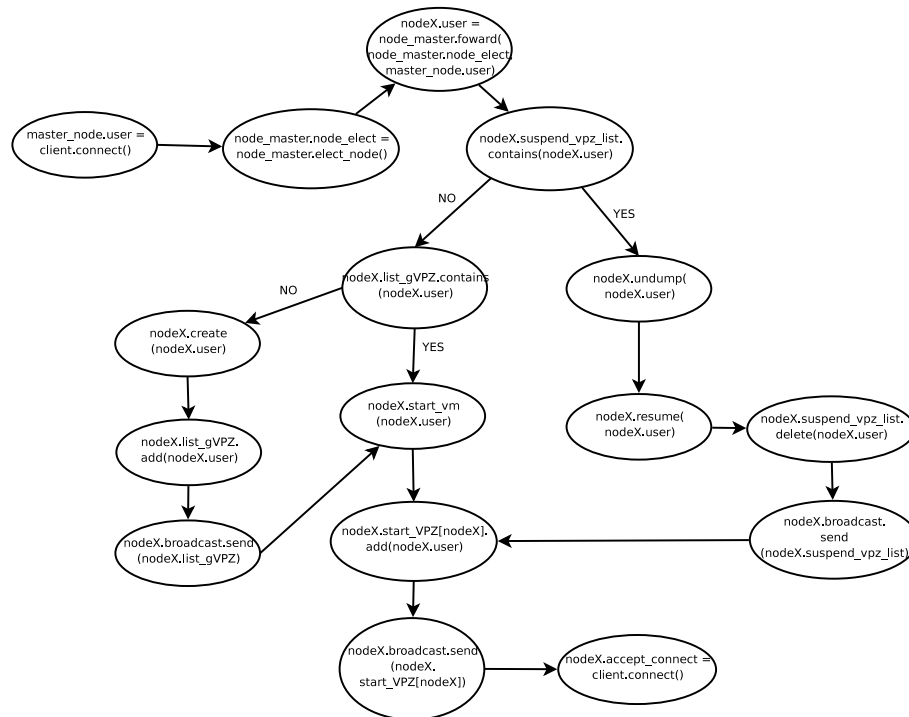 nodeX.user =
node_master.foward(
node_master.node_elect,
master_node.user)
master_node.user =
client.connect()
node_master.node_elect =
node_master.elect_node()
nodeX.suspend_vpz_list.
contains(nodeX.user)
NO
YES
nodeX.list_gVPZ.contains
(nodeX.user)
nodeX.undump(
nodeX.user)
NO
nodeX.create
(nodeX.user)
YES
nodeX.start_vm
(nodeX.user)
nodeX.resume(
nodeX.user)
nodeX.suspend_vpz_list.
delete(nodeX.user)
nodeX.list_gVPZ.
add(nodeX.user)
nodeX.broadcast.send
(nodeX.list_gVPZ)
nodeX.start_VPZ[nodeX].
add(nodeX.user)
nodeX.broadcast.
send
(nodeX.suspend_vpz_list)
nodeX.broadcast.send
(nodeX.
start_VPZ[nodeX])
nodeX.accept_connect =
client.connect()